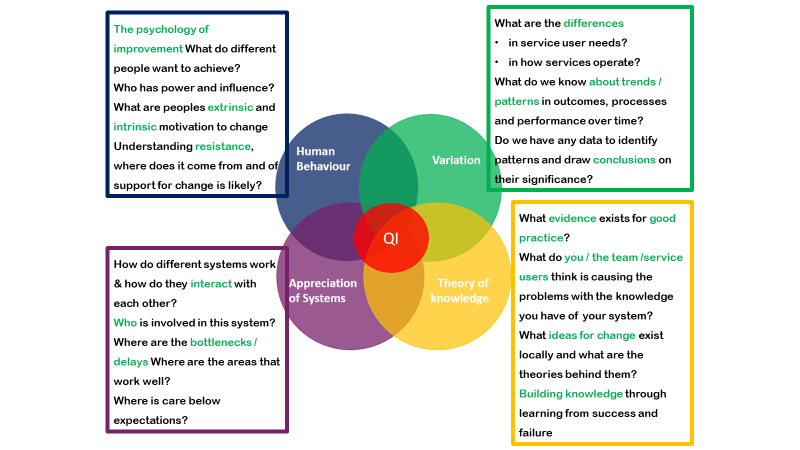 The psychology of
improvement What do different
people want to achieve?
Who has power and influence?
What are peoples extrinsic and
intrinsic motivation to change
Understanding resistance,
where does it come from and of
support for change is likely?
What are the differences
• in service user needs?
• in how services operate?
What do we know about trends /
patterns in outcomes, processes
and performance over time?
Do we have any data to identify
patterns and draw conclusions on
their significance?
Human
Behaviour
Variation
QI
Appreciation
of Systems
Theory of
knowledge
How do different systems work
& how do they interact with
each other?
Who is involved in this system?
Where are the bottlenecks /
delays Where are the areas that
work well?
Where is care below
expectations?
What evidence exists for good
practice?
What do you / the team /service
users think is causing the
problems with the knowledge
you have of your system?
What ideas for change exist
locally and what are the
theories behind them?
Building knowledge through
learning from success and
failure